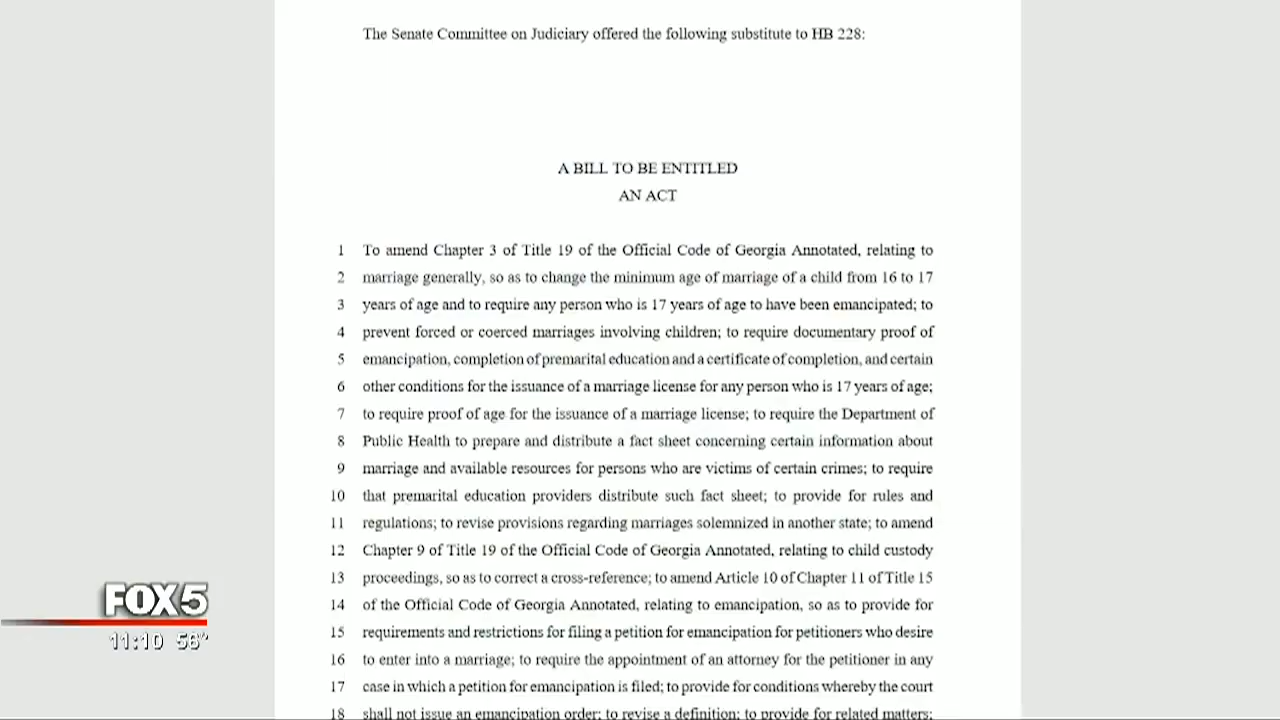 The Senate Committee on Judiciary offered the following substitute to HB 228:
A BILL TO BE ENTITLED
AN ACT
1 To amend Chapter 3 of Title 19 of the Official Code of Georgia Annotated, relating to
2 marriage generally, so as to change the minimum age of marriage of a child from 16 to 17
3 years of age and to require any person who is 17 years of age to have been emancipated; to
4 prevent forced or coerced marriages involving children; to require documentary proof of
5 emancipation, completion of premarital education and a certificate of completion, and certain
6 other conditions for the issuance of a marriage license for any person who is 17 years of age;
7 to require proof of age for the issuance of a marriage license; to require the Department of
8 Public Health to prepare and distribute a fact sheet concerning certain information about
9 marriage and available resources for persons who are victims of certain crimes; to require
10 that premarital education providers distribute such fact sheet; to provide for rules and
11 regulations; to revise provisions regarding marriages solemnized in another state; to amend
12 Chapter 9 of Title 19 of the Official Code of Georgia Annotated, relating to child custody
13 proceedings, so as to correct a cross-reference; to amend Article 10 of Chapter 11 of Title 15
14 of the Official Code of Georgia Annotated, relating to emancipation, so as to provide for
15 requirements and restrictions for filing a petition for emancipation for petitioners who desire
16 to enter into a marriage; to require the appointment of an attorney for the petitioner in any
17 case in which a petition for emancipation is filed; to provide for conditions whereby the court
18 shall not issue an emancipation order; to revise a definition; to provide for related matters;
FOX 5
11:10 56°